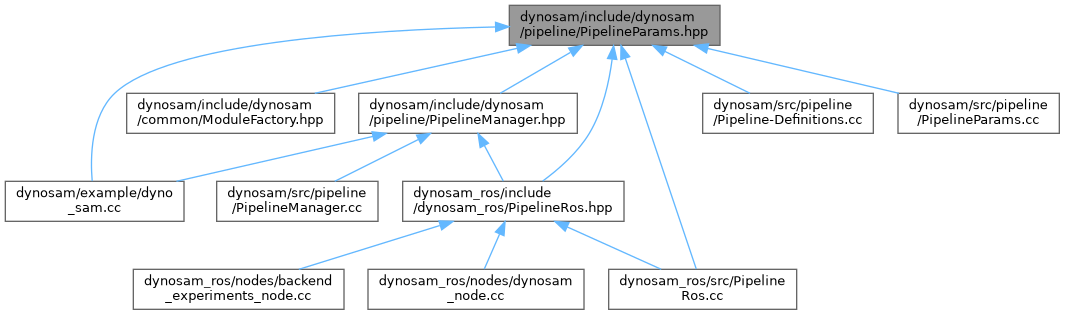 dynosam/include/dynosam
/pipeline/PipelineParams.hpp
dynosam/include/dynosam
/common/ModuleFactory.hpp
dynosam/include/dynosam
/pipeline/PipelineManager.hpp
dynosam/src/pipeline
/Pipeline-Definitions.cc
dynosam/src/pipeline
/PipelineParams.cc
dynosam/example/dyno
_sam.cc
dynosam/src/pipeline
/PipelineManager.cc
dynosam_ros/include
/dynosam_ros/PipelineRos.hpp
dynosam_ros/nodes/backend
_experiments_node.cc
dynosam_ros/nodes/dynosam
_node.cc
dynosam_ros/src/Pipeline
Ros.cc